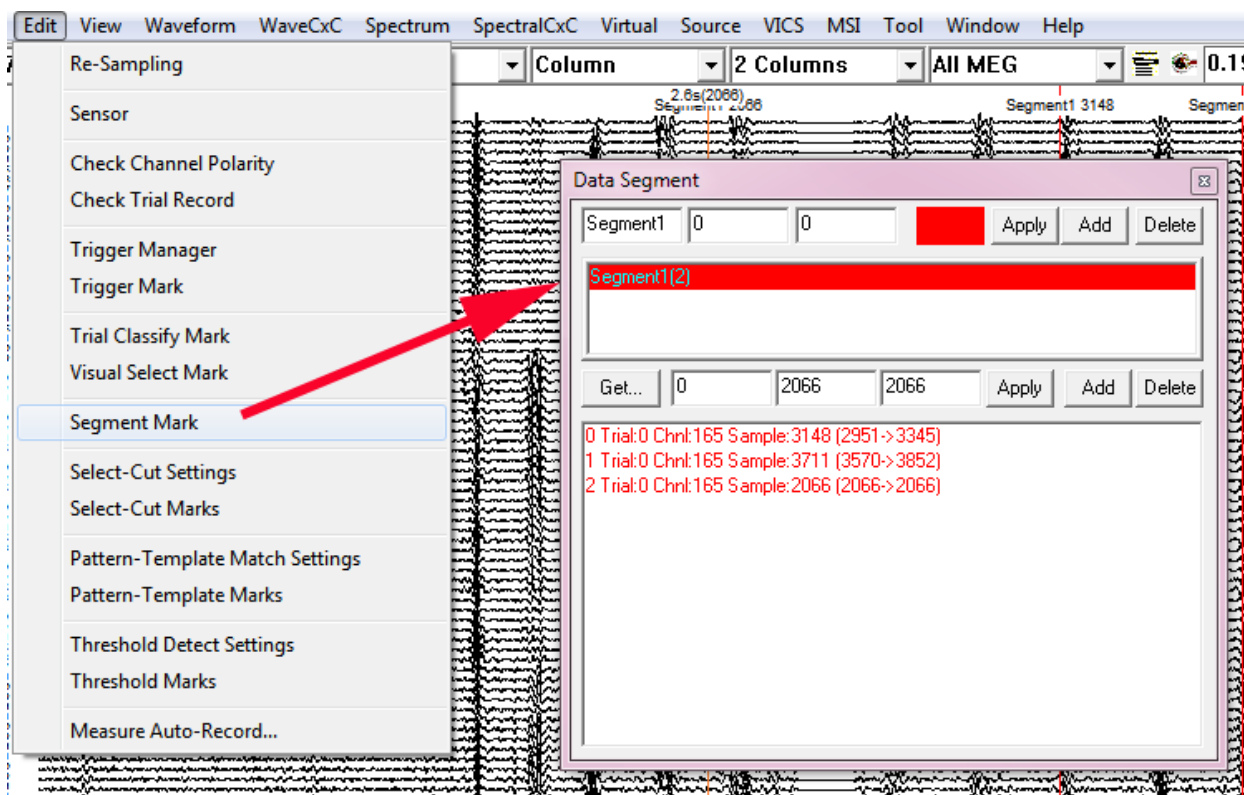 Edit View Waveform WaveCxC Spectrum SpectralCxC Virtual Source VICS MSI Tool Window Help
Column 2 Columns All MEG 0.19
2.6s(2066)
Segment1 2066 Segment1 3148 Segmen
Re-Sampling
Sensor
Check Channel Polarity
Check Trial Record
Trigger Manager
Trigger Mark
Trial Classify Mark
Visual Select Mark
Segment Mark
Select-Cut Settings
Select-Cut Marks
Pattern-Template Match Settings
Pattern-Template Marks
Threshold Detect Settings
Threshold Marks
Measure Auto-Record...
Data Segment
Segment1 0 0 Apply Add Delete
Segment1(2)
Get... 0 2066 2066 Apply Add Delete
0 Trial:0 Chnl:165 Sample:3148 (2951->3345)
1 Trial:0 Chnl:165 Sample:3711 (3570->3852)
2 Trial:0 Chnl:165 Sample:2066 (2066->2066)